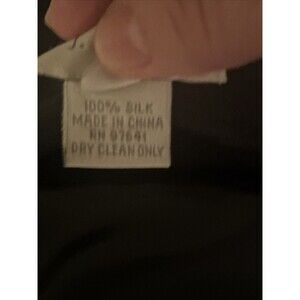 100% SILK
MADE IN CHINA
RN 97641
DRY CLEAN ONLY